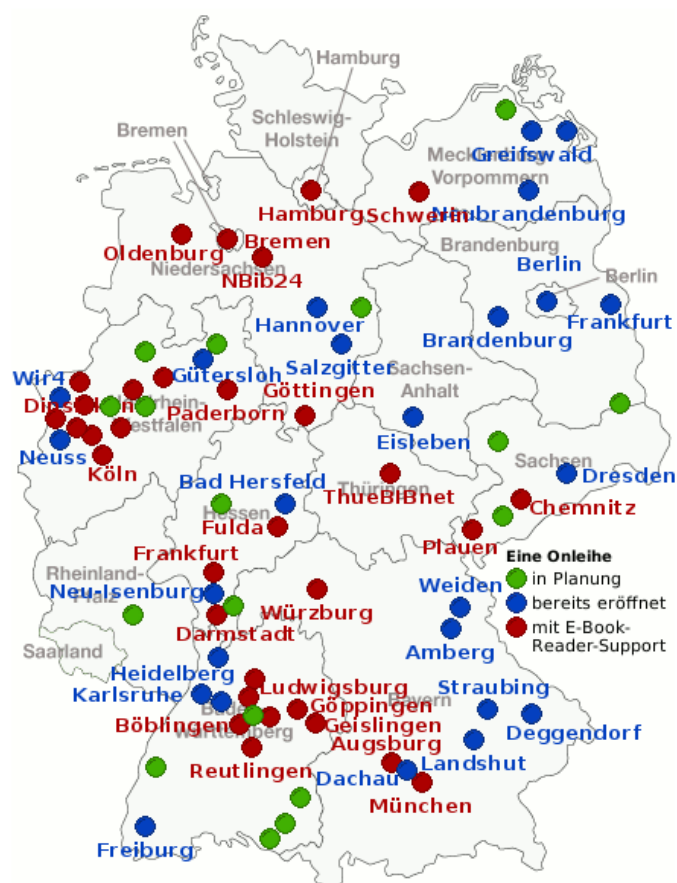 Hamburg
Schleswig-
Holstein
Bremen
Greifswald
Mecklenburg-
Vorpommern
Hamburg
Schwerin
Neubrandenburg
Oldenburg
Bremen
Niedersachsen
NBib24
Brandenburg
Berlin
Berlin
Hannover
Brandenburg
Frankfurt
Salzgitter
Sachsen-
Anhalt
Wir4
Gütersloh
Göttingen
Paderborn
Westfalen
Eisleben
Neuss
Köln
Sachsen
Dresden
Bad Hersfeld
Thüringen
ThueBIBnet
Hessen
Chemnitz
Fulda
Plauen
Frankfurt
Eine Onleihe
in Planung
bereits eröffnet
mit E-Book-
Reader-Support
Rheinland-
Pfalz
Neu-Isenburg
Würzburg
Weiden
Darmstadt
Amberg
Saarland
Heidelberg
Karlsruhe
Ludwigsburg
Straubing
Göppingen
Bayern
Böblingen
Geislingen
Deggendorf
Württemberg
Augsburg
Reutlingen
Dachau
Landshut
München
Freiburg